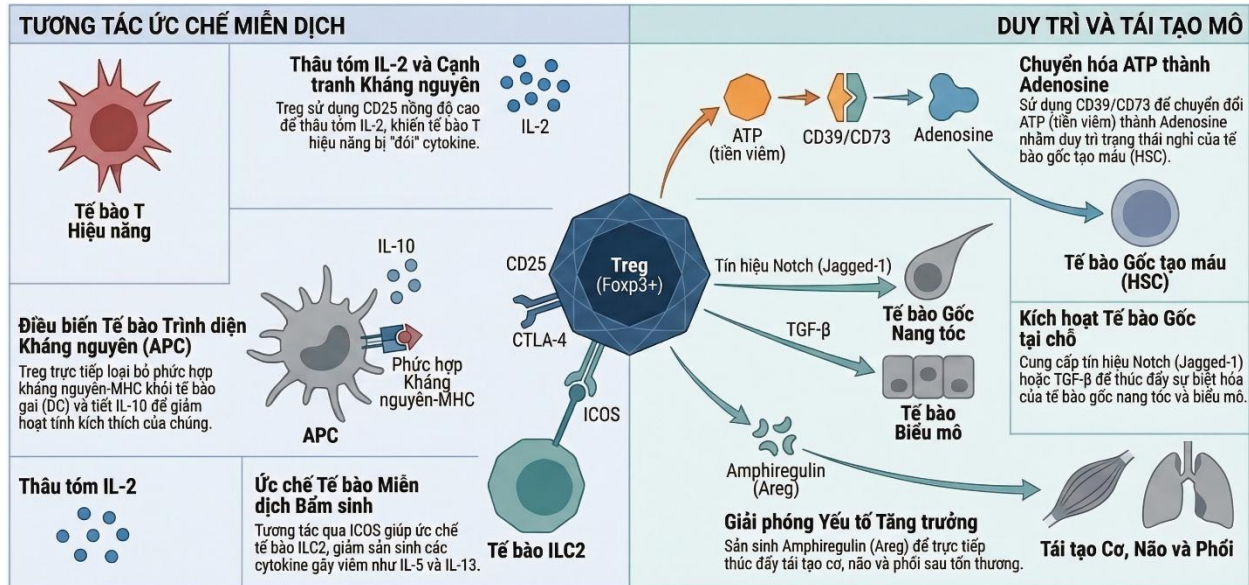 TƯƠNG TÁC ỨC CHẾ MIỄN DỊCH
Tế bào T
Hiệu năng
Thâu tóm IL-2 và Cạnh
tranh Kháng nguyên
Treg sử dụng CD25 nồng độ cao
để thâu tóm IL-2, khiến tế bào T
hiệu năng bị "đói" cytokine.
IL-2
Điều biến Tế bào Trình diện
Kháng nguyên (APC)
Treg trực tiếp loại bỏ phức hợp
kháng nguyên-MHC khỏi tế bào
gai (DC) và tiết IL-10 để giảm
hoạt tính kích thích của chúng.
IL-10
APC
Phức hợp
Kháng
nguyên-MHC
CD25
CTLA-4
ICOS
Treg
(Foxp3+)
Thâu tóm IL-2
Ức chế Tế bào Miễn
dịch Bẩm sinh
Tương tác qua ICOS giúp ức chế
tế bào ILC2, giảm sản sinh các
cytokine gây viêm như IL-5 và IL-13.
Tế bào ILC2
DUY TRÌ VÀ TÁI TẠO MÔ
ATP
(tiền viêm)
CD39/CD73
Adenosine
Chuyển hóa ATP thành
Adenosine
Sử dụng CD39/CD73 để chuyển đổi
ATP (tiền viêm) thành Adenosine
nhằm duy trì trạng thái nghỉ của tế
bào gốc tạo máu (HSC).
Tế bào Gốc tạo máu
(HSC)
Tín hiệu Notch (Jagged-1)
Tế bào Gốc
Nang tóc
TGF-β
Tế bào
Biểu mô
Kích hoạt Tế bào Gốc
tại chỗ
Cung cấp tín hiệu Notch (Jagged-1)
hoặc TGF-β để thúc đẩy sự biệt hóa
của tế bào gốc nang tóc và biểu mô.
Amphiregulin
(Areg)
Giải phóng Yếu tố Tăng trưởng
Sản sinh Amphiregulin (Areg) để trực tiếp
thúc đẩy tái tạo cơ, não và phổi sau tổn thương.
Tái tạo Cơ, Não và Phổi